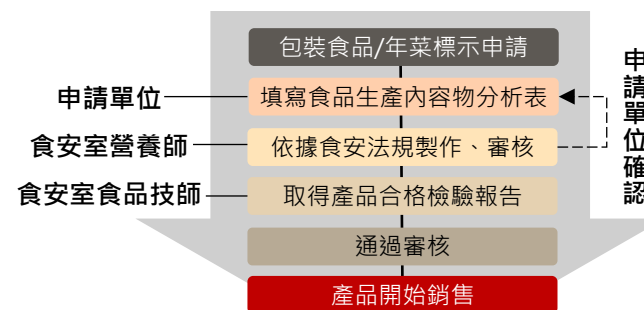 包裝食品/年菜標示申請
申請單位
填寫食品生產內容物分析表
食安室營養師
依據食安法規製作、審核
食安室食品技師
取得產品合格檢驗報告
通過審核
產品開始銷售
申請單位確認